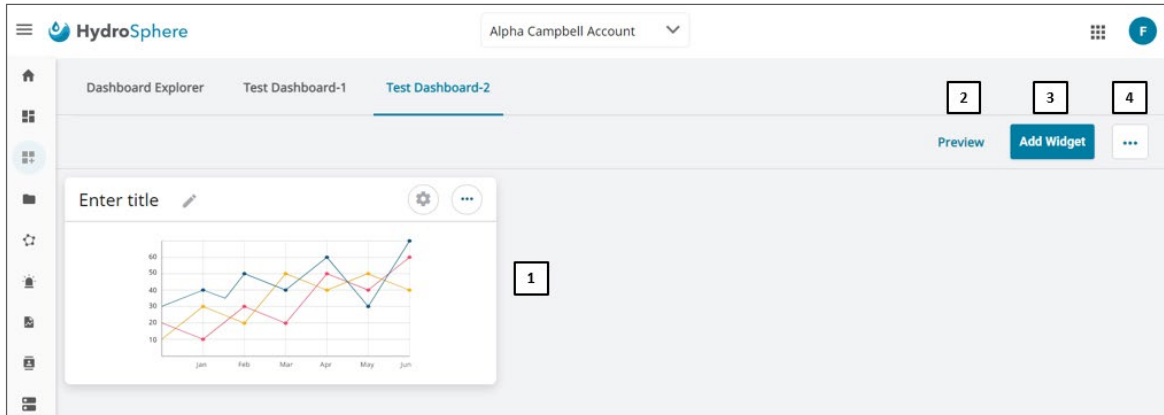 HydroSphere
Alpha Campbell Account
F
Dashboard Explorer Test Dashboard-1 Test Dashboard-2
2 3 4
Preview Add Widget
Enter title
1
60
50
40
30
20
10
Jan Feb Mar Apr May Jun